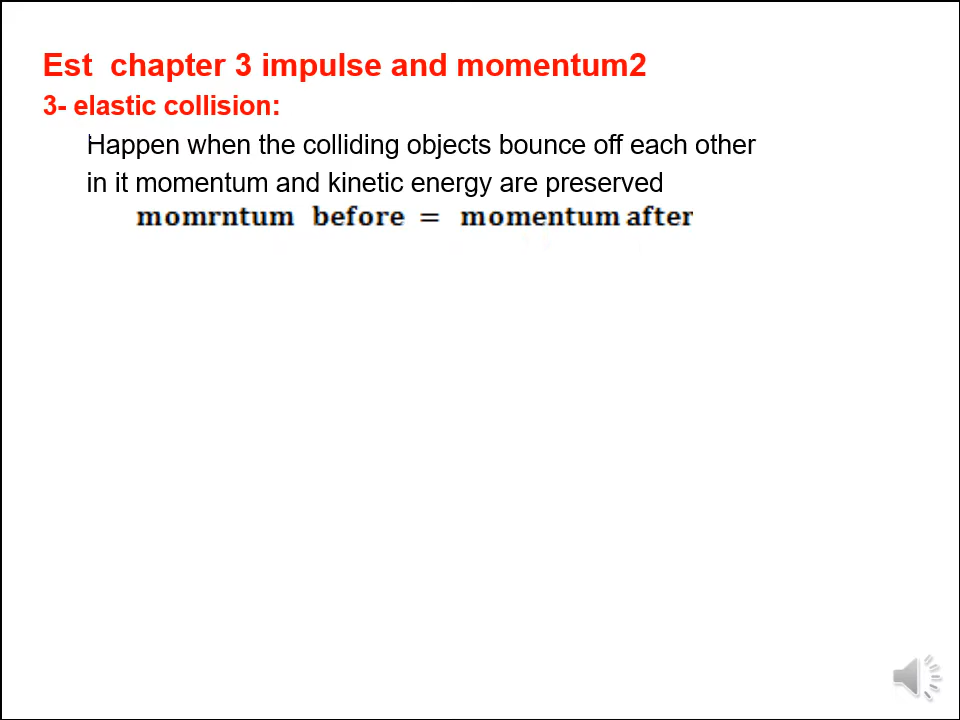 Est chapter 3 impulse and momentum2
3- elastic collision:
Happen when the colliding objects bounce off each other
in it momentum and kinetic energy are preserved
momrntum before = momentum after